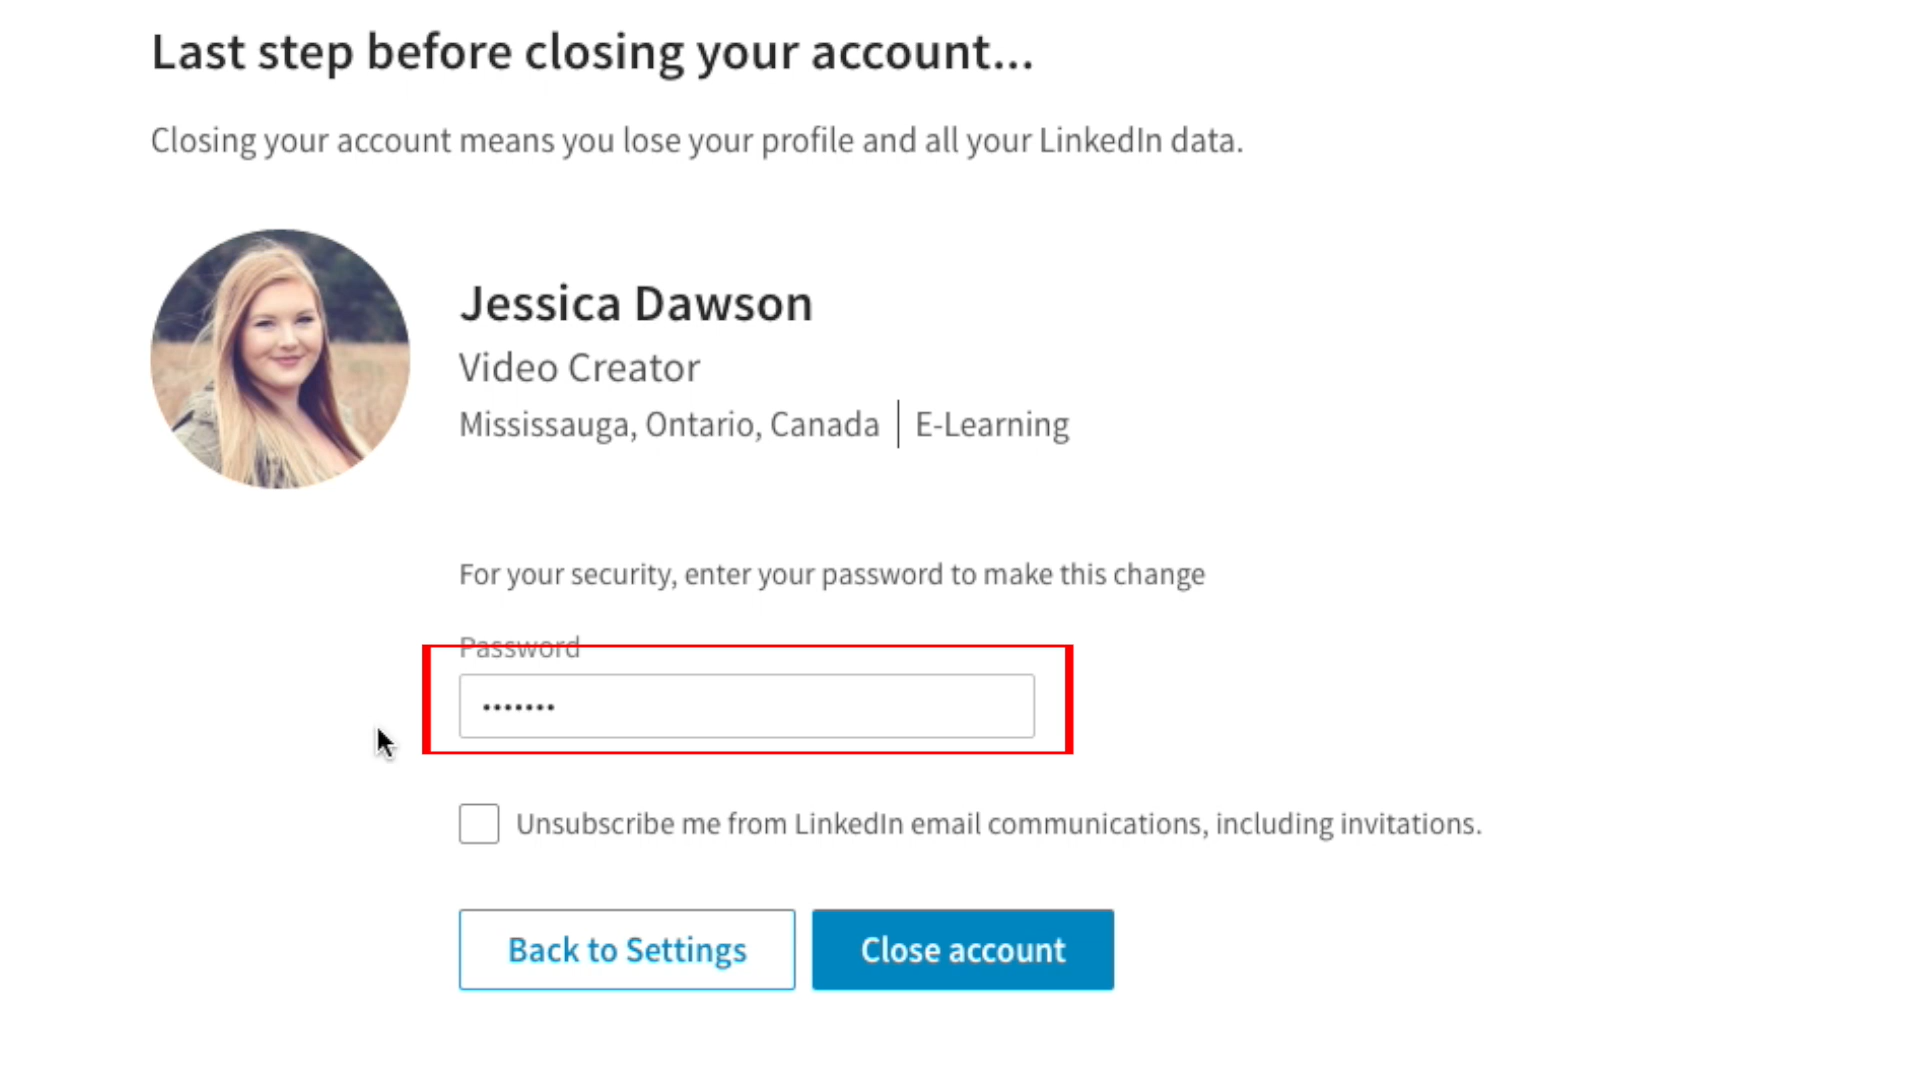 Last step before closing your account...
Closing your account means you lose your profile and all your LinkedIn data.
Jessica Dawson
Video Creator
Mississauga, Ontario, Canada | E-Learning
For your security, enter your password to make this change
Password
•••••••
Unsubscribe me from LinkedIn email communications, including invitations.
Back to Settings
Close account